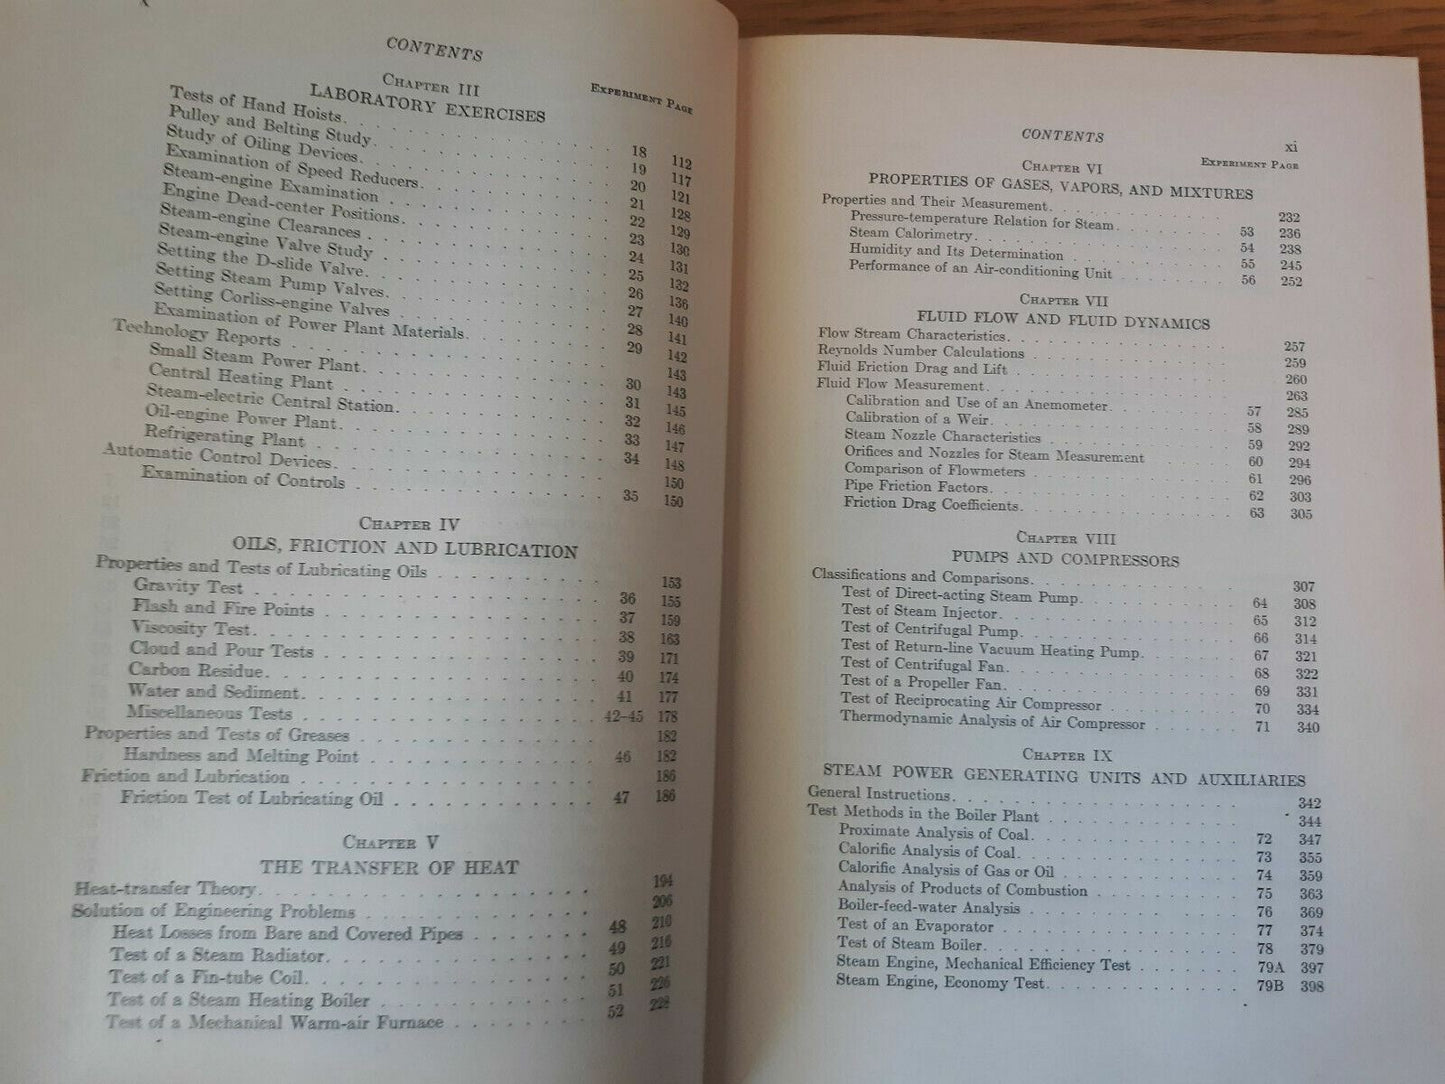 CONTENTS
CHAPTER III
EXPERIMENT PAGE
LABORATORY EXERCISES
Tests of Hand Hoists. . . . . . . . . . . . 18 112
Pulley and Belting Study . . . . . . . . . . . . 19 117
Study of Oiling Devices. . . . . . . . . . . . 20 121
Examination of Speed Reducers. . . . . . . . . . . 21 128
Steam-engine Examination . . . . . . . . . . . . 22 129
Engine Dead-center Positions. . . . . . . . . . . 23 130
Steam-engine Clearances . . . . . . . . . . . . 24 131
Steam-engine Valve Study . . . . . . . . . . . . 25 132
Setting the D-slide Valve. . . . . . . . . . . . 26 136
Setting Steam Pump Valves. . . . . . . . . . . . 27 140
Setting Corliss-engine Valves . . . . . . . . . . . 28 141
Examination of Power Plant Materials. . . . . . . . 29 142
Technology Reports . . . . . . . . . . . . 143
Small Steam Power Plant. . . . . . . . . . . . 30 143
Central Heating Plant . . . . . . . . . . . . 31 145
Steam-electric Central Station. . . . . . . . . . . 32 146
Oil-engine Power Plant. . . . . . . . . . . . 33 147
Refrigerating Plant . . . . . . . . . . . . 34 148
Automatic Control Devices. . . . . . . . . . . . 150
Examination of Controls . . . . . . . . . . . . 35 150
CHAPTER IV
OILS, FRICTION AND LUBRICATION
Properties and Tests of Lubricating Oils . . . . . . . . . 153
Gravity Test . . . . . . . . . . . . 36 155
Flash and Fire Points . . . . . . . . . . . . 37 159
Viscosity Test. . . . . . . . . . . . 38 163
Cloud and Pour Tests . . . . . . . . . . . . 39 171
Carbon Residue. . . . . . . . . . . . 40 174
Water and Sediment. . . . . . . . . . . . 41 177
Miscellaneous Tests . . . . . . . . . . . . 42–45 178
Properties and Tests of Greases . . . . . . . . . . . 182
Hardness and Melting Point . . . . . . . . . . . 46 182
Friction and Lubrication . . . . . . . . . . . . 186
Friction Test of Lubricating Oil . . . . . . . . . . 47 186
CHAPTER V
THE TRANSFER OF HEAT
Heat-transfer Theory. . . . . . . . . . . . 194
Solution of Engineering Problems . . . . . . . . . . 206
Heat Losses from Bare and Covered Pipes . . . . . . . 48 210
Test of a Steam Radiator. . . . . . . . . . . . 49 216
Test of a Fin-tube Coil. . . . . . . . . . . . 50 221
Test of a Steam Heating Boiler . . . . . . . . . . . 51 226
Test of a Mechanical Warm-air Furnace . . . . . . . . 52 228
CONTENTS xi
CHAPTER VI
EXPERIMENT PAGE
PROPERTIES OF GASES, VAPORS, AND MIXTURES
Properties and Their Measurement. . . . . . . . . . . 232
Pressure-temperature Relation for Steam. . . . . . . . 53 236
Steam Calorimetry. . . . . . . . . . . . 54 238
Humidity and Its Determination . . . . . . . . . . 55 245
Performance of an Air-conditioning Unit . . . . . . . 56 252
CHAPTER VII
FLUID FLOW AND FLUID DYNAMICS
Flow Stream Characteristics. . . . . . . . . . . . 257
Reynolds Number Calculations . . . . . . . . . . . 259
Fluid Friction Drag and Lift . . . . . . . . . . . . 260
Fluid Flow Measurement. . . . . . . . . . . . 263
Calibration and Use of an Anemometer. . . . . . . . 57 285
Calibration of a Weir. . . . . . . . . . . . 58 289
Steam Nozzle Characteristics . . . . . . . . . . . 59 292
Orifices and Nozzles for Steam Measurement . . . . . 60 294
Comparison of Flowmeters . . . . . . . . . . . . 61 296
Pipe Friction Factors. . . . . . . . . . . . 62 303
Friction Drag Coefficients. . . . . . . . . . . . 63 305
CHAPTER VIII
PUMPS AND COMPRESSORS
Classifications and Comparisons. . . . . . . . . . . 307
Test of Direct-acting Steam Pump. . . . . . . . . . 64 308
Test of Steam Injector. . . . . . . . . . . . 65 312
Test of Centrifugal Pump. . . . . . . . . . . . 66 314
Test of Return-line Vacuum Heating Pump. . . . . . . 67 321
Test of Centrifugal Fan. . . . . . . . . . . . 68 322
Test of a Propeller Fan. . . . . . . . . . . . 69 331
Test of Reciprocating Air Compressor . . . . . . . . 70 334
Thermodynamic Analysis of Air Compressor . . . . . . 71 340
CHAPTER IX
STEAM POWER GENERATING UNITS AND AUXILIARIES
General Instructions. . . . . . . . . . . . 342
Test Methods in the Boiler Plant . . . . . . . . . . 344
Proximate Analysis of Coal. . . . . . . . . . . . 72 347
Calorific Analysis of Coal. . . . . . . . . . . . 73 355
Calorific Analysis of Gas or Oil . . . . . . . . . . 74 359
Analysis of Products of Combustion . . . . . . . . . 75 363
Boiler-feed-water Analysis . . . . . . . . . . . . 76 369
Test of an Evaporator . . . . . . . . . . . . 77 374
Test of Steam Boiler. . . . . . . . . . . . 78 379
Steam Engine, Mechanical Efficiency Test . . . . . . . 79A 397
Steam Engine, Economy Test. . . . . . . . . . . . 79B 398